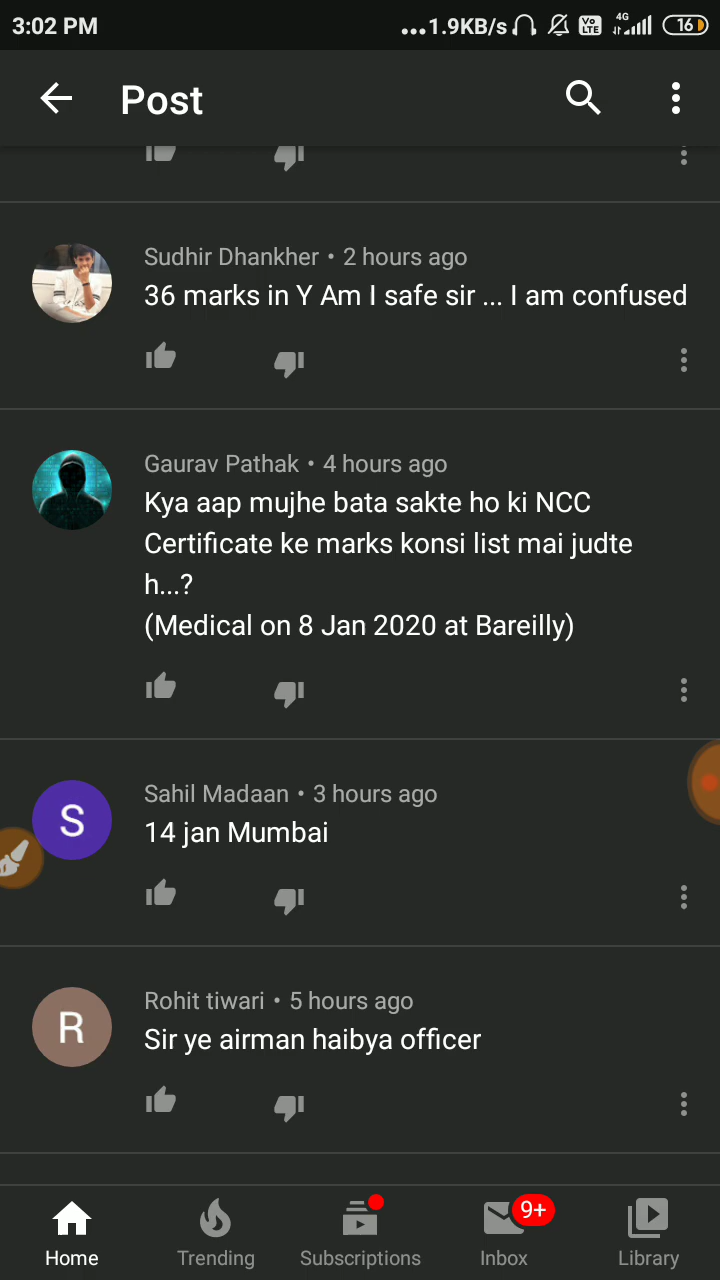 3:02 PM
...1.9KB/s
Vo
LTE
4G
16
Post
Sudhir Dhankher • 2 hours ago
36 marks in Y Am I safe sir ... I am confused
Gaurav Pathak • 4 hours ago
Kya aap mujhe bata sakte ho ki NCC
Certificate ke marks konsi list mai judte
h...?
(Medical on 8 Jan 2020 at Bareilly)
S
Sahil Madaan • 3 hours ago
14 jan Mumbai
R
Rohit tiwari • 5 hours ago
Sir ye airman haibya officer
9+
Home
Trending
Subscriptions
Inbox
Library